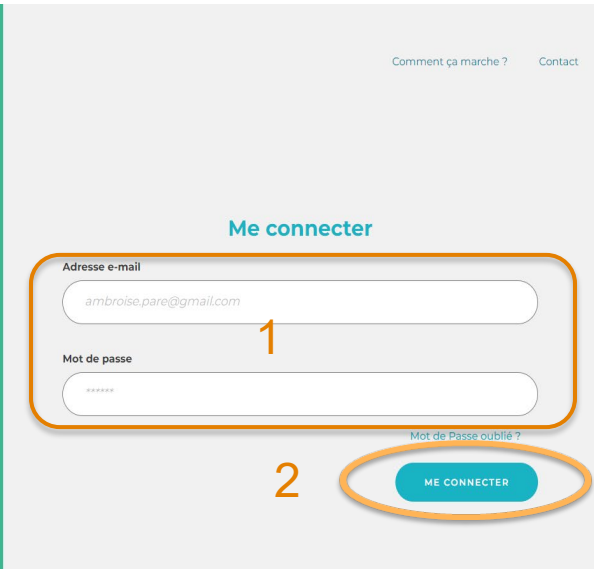 Comment ça marche ? Contact
Me connecter
Adresse e-mail
ambroise.pare@gmail.com
1
Mot de passe
******
Mot de Passe oublié ?
2
ME CONNECTER